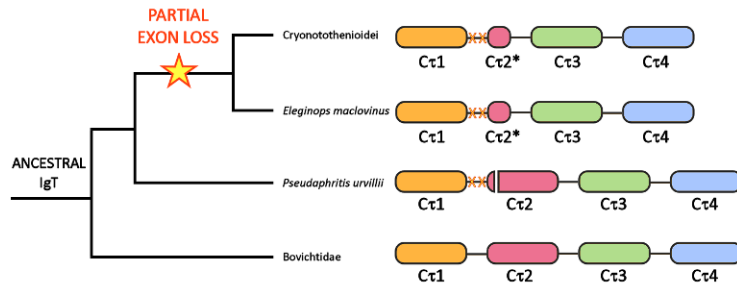 PARTIAL
EXON LOSS
Cryonotothenioidei
Cτ1 Cτ2* Cτ3 Cτ4
Eleginops maclovinus
Cτ1 Cτ2* Cτ3 Cτ4
ANCESTRAL
IgT
Pseudaphritis urvillii
Cτ1 Cτ2 Cτ3 Cτ4
Bovichtidae
Cτ1 Cτ2 Cτ3 Cτ4